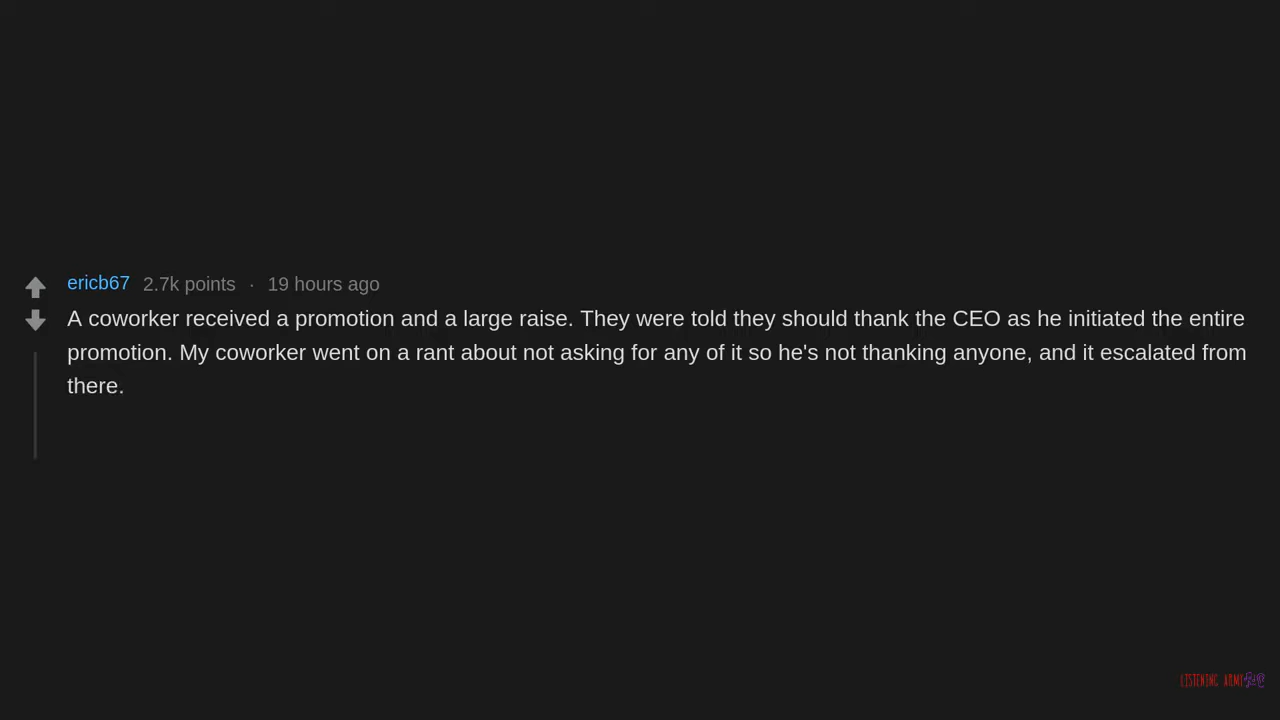 ericb67 2.7k points · 19 hours ago
A coworker received a promotion and a large raise. They were told they should thank the CEO as he initiated the entire
promotion. My coworker went on a rant about not asking for any of it so he's not thanking anyone, and it escalated from
there.
LISTENING ARMY